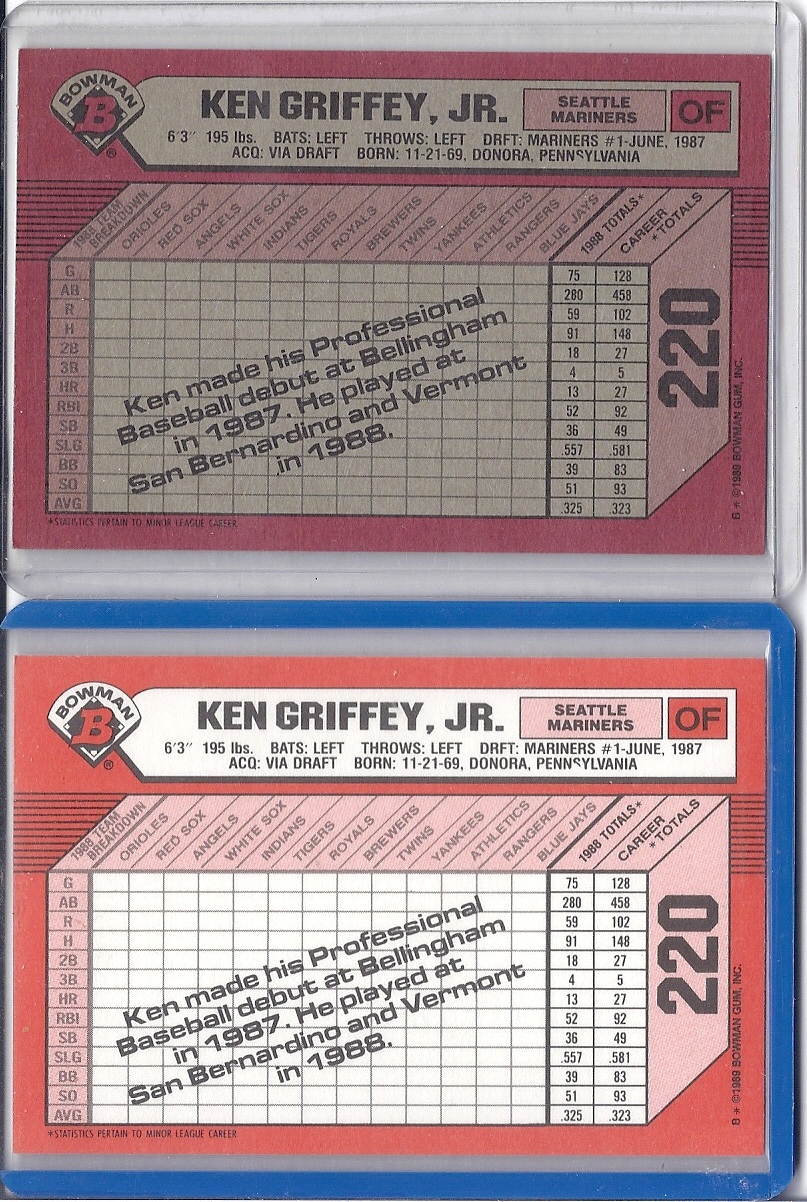 BOWMAN
B
®
KEN GRIFFEY, JR.
SEATTLE
MARINERS
OF
6'3" 195 lbs. BATS: LEFT THROWS: LEFT DRFT: MARINERS #1-JUNE, 1987
ACQ: VIA DRAFT BORN: 11-21-69, DONORA, PENNSYLVANIA
1988 TEAM
BREAKDOWN
ORIOLES
RED SOX
ANGELS
WHITE SOX
INDIANS
TIGERS
ROYALS
BREWERS
TWINS
YANKEES
ATHLETICS
RANGERS
BLUE JAYS
1988 TOTALS*
CAREER
*TOTALS
G 75 128
AB 280 458
R 59 102
H 91 148
2B 18 27
3B 4 5
HR 13 27
RBI 52 92
SB 36 49
SLG .557 .581
BB 39 83
SO 51 93
AVG .325 .323
Ken made his Professional
Baseball debut at Bellingham
in 1987. He played at
San Bernardino and Vermont
in 1988.
220
B * ©1989 BOWMAN GUM, INC.
*STATISTICS PERTAIN TO MINOR LEAGUE CAREER
BOWMAN
B
®
KEN GRIFFEY, JR.
SEATTLE
MARINERS
OF
6'3" 195 lbs. BATS: LEFT THROWS: LEFT DRFT: MARINERS #1-JUNE, 1987
ACQ: VIA DRAFT BORN: 11-21-69, DONORA, PENNSYLVANIA
1988 TEAM
BREAKDOWN
ORIOLES
RED SOX
ANGELS
WHITE SOX
INDIANS
TIGERS
ROYALS
BREWERS
TWINS
YANKEES
ATHLETICS
RANGERS
BLUE JAYS
1988 TOTALS*
CAREER
*TOTALS
G 75 128
AB 280 458
R 59 102
H 91 148
2B 18 27
3B 4 5
HR 13 27
RBI 52 92
SB 36 49
SLG .557 .581
BB 39 83
SO 51 93
AVG .325 .323
Ken made his Professional
Baseball debut at Bellingham
in 1987. He played at
San Bernardino and Vermont
in 1988.
220
B * ©1989 BOWMAN GUM, INC.
*STATISTICS PERTAIN TO MINOR LEAGUE CAREER